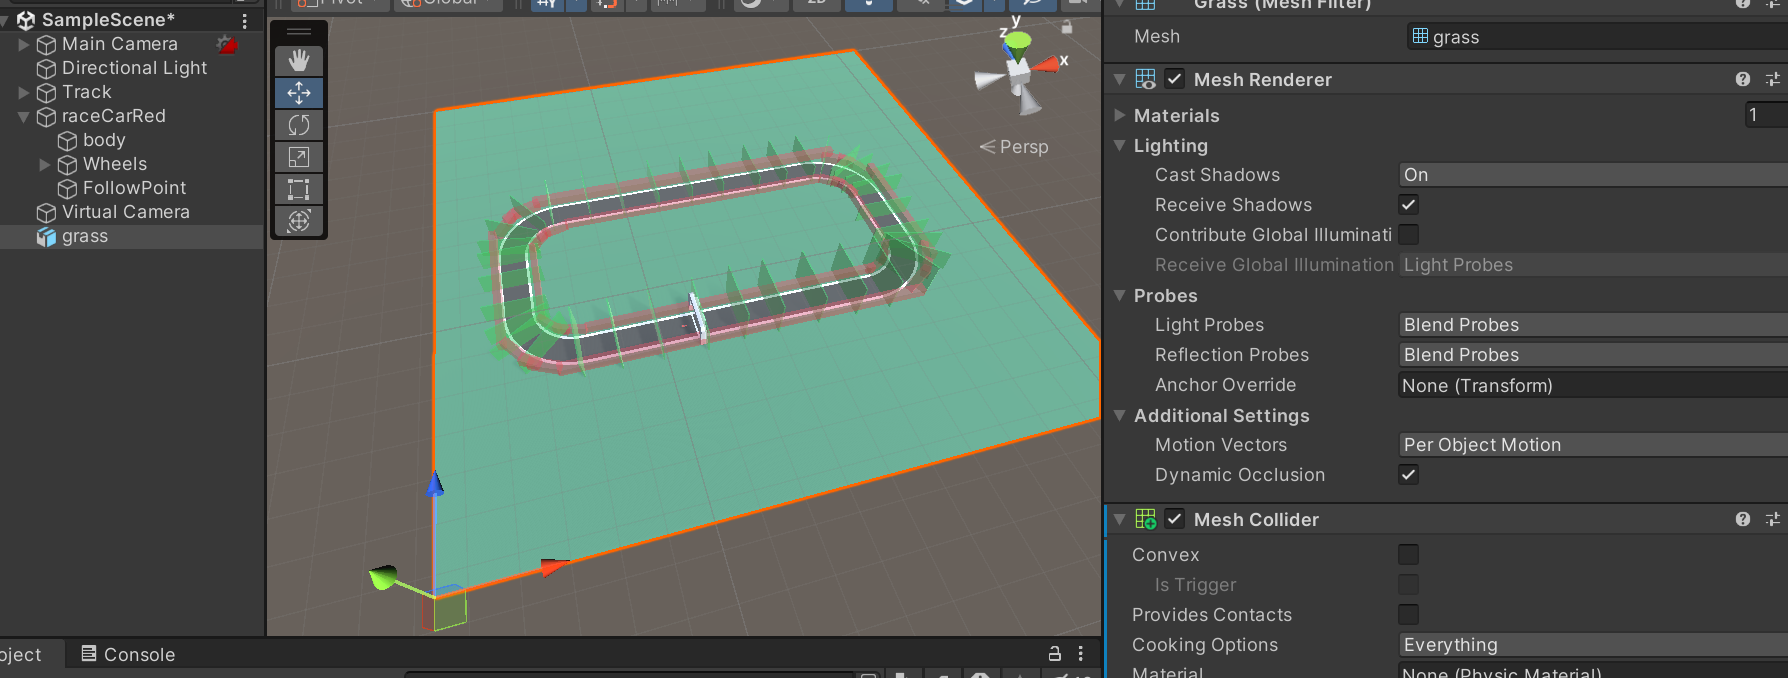 SampleScene*
Main Camera
Directional Light
Track
raceCarRed
body
Wheels
FollowPoint
Virtual Camera
grass
Pivot
Global
2D
y
z
x
Persp
Console
Grass (Mesh Filter)
Mesh
grass
Mesh Renderer
Materials
1
Lighting
Cast Shadows
On
Receive Shadows
Contribute Global Illuminati
Receive Global Illumination
Light Probes
Probes
Light Probes
Blend Probes
Reflection Probes
Blend Probes
Anchor Override
None (Transform)
Additional Settings
Motion Vectors
Per Object Motion
Dynamic Occlusion
Mesh Collider
Convex
Is Trigger
Provides Contacts
Cooking Options
Everything
Material
None (Physic Material)